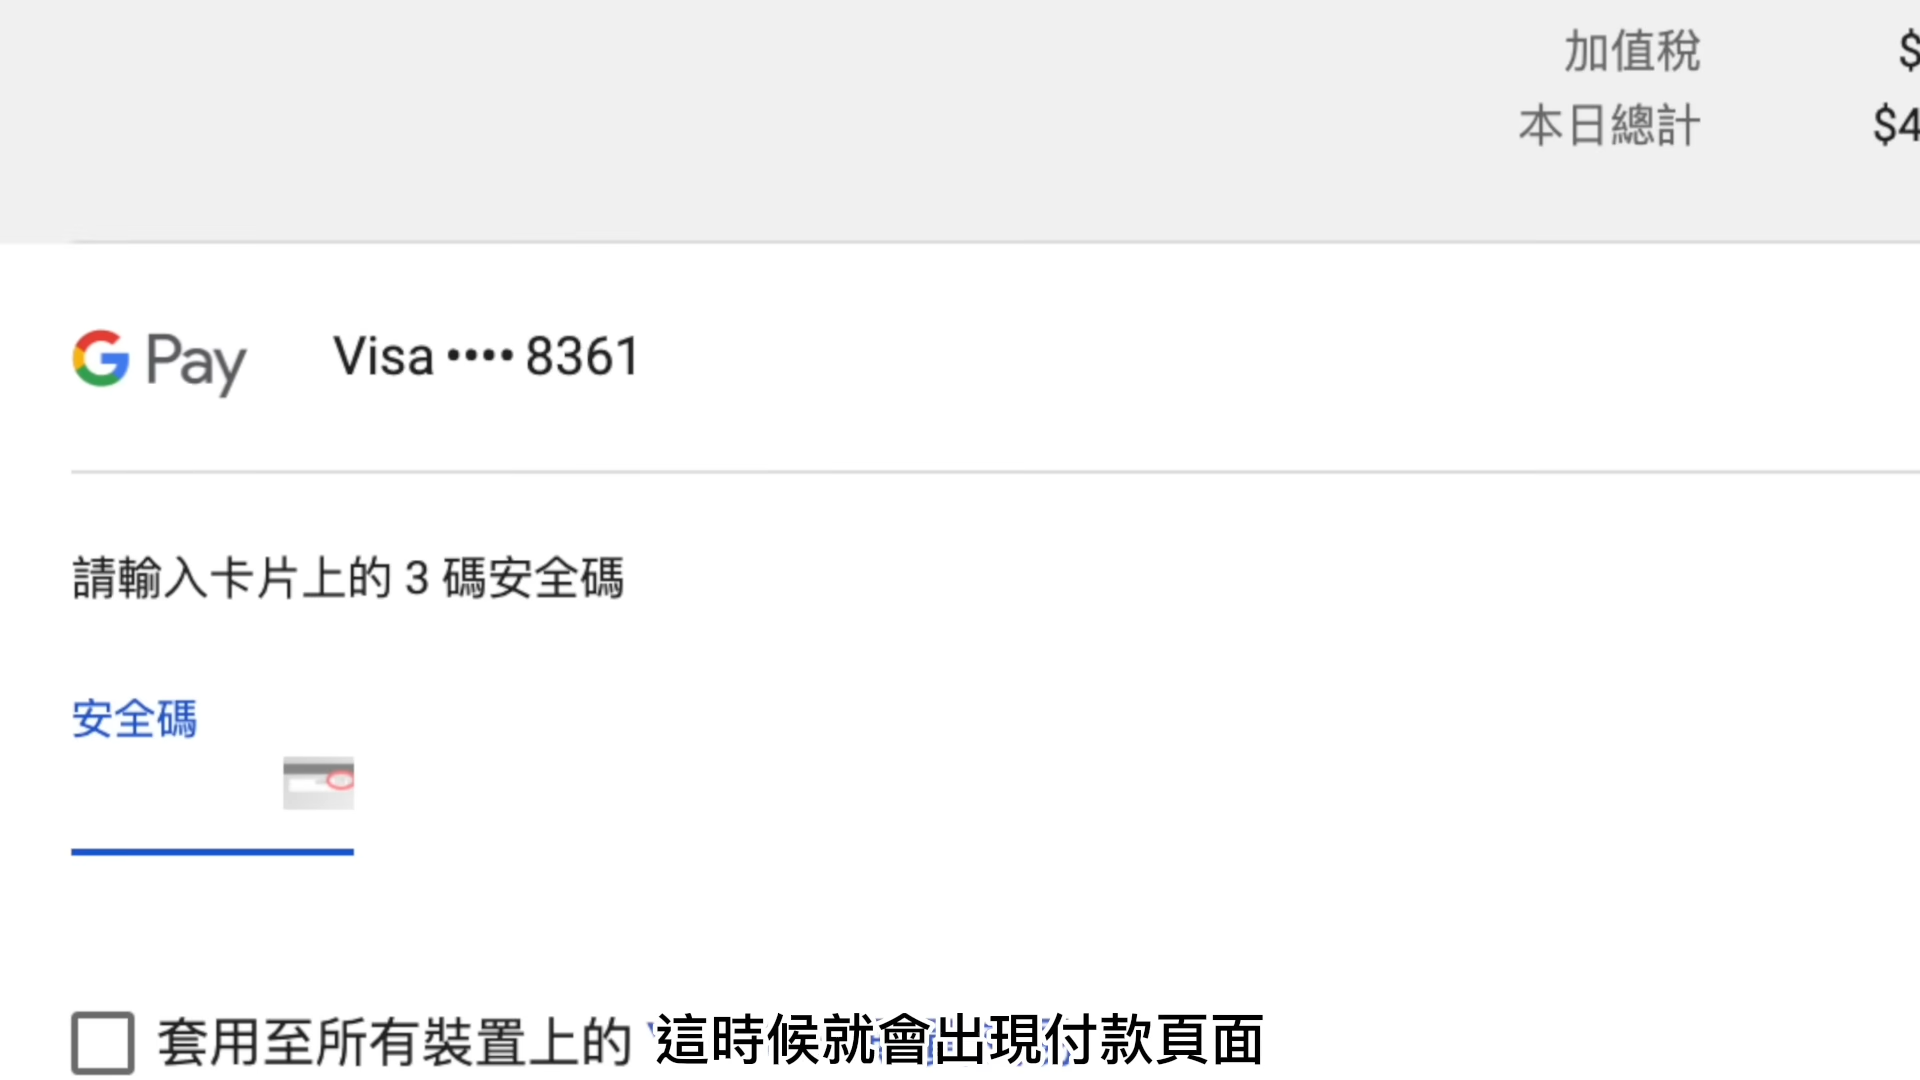 加值稅 $
本日總計 $4
G Pay Visa •••• 8361
請輸入卡片上的 3 碼安全碼
安全碼
套用至所有裝置上的
這時候就會出現付款頁面